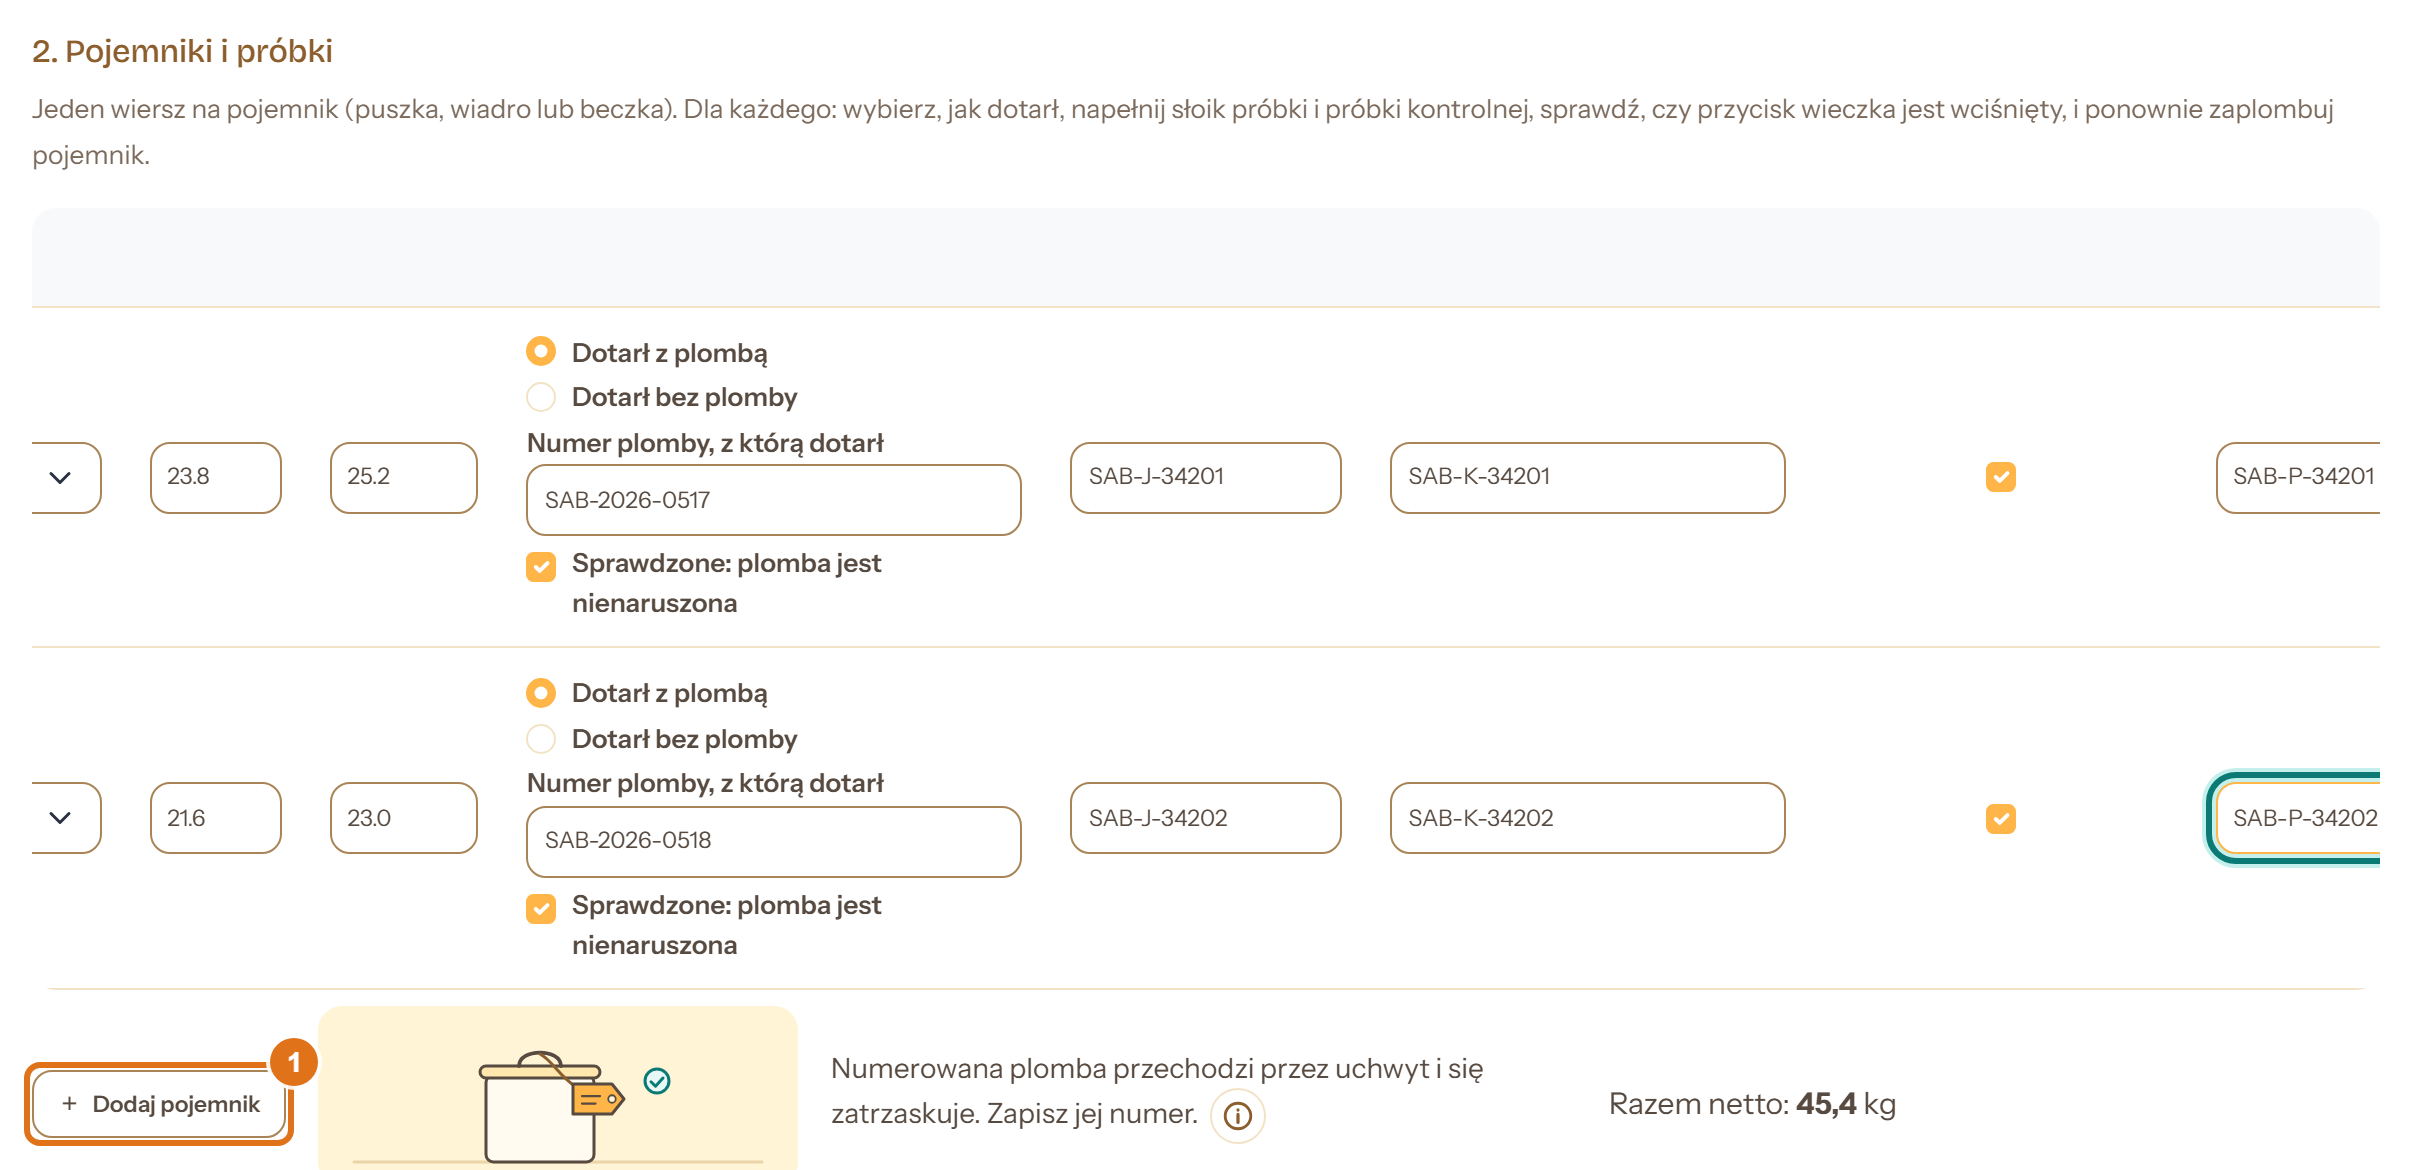 2. Pojemniki i próbki
Jeden wiersz na pojemnik (puszka, wiadro lub beczka). Dla każdego: wybierz, jak dotarł, napełnij słoik próbki i próbki kontrolnej, sprawdź, czy przycisk wieczka jest wciśnięty, i ponownie zaplombuj
pojemnik.
Dotarł z plombą
Dotarł bez plomby
Numer plomby, z którą dotarł
23.8 25.2 SAB-2026-0517 SAB-J-34201 SAB-K-34201 SAB-P-34201
Sprawdzone: plomba jest
nienaruszona
Dotarł z plombą
Dotarł bez plomby
Numer plomby, z którą dotarł
21.6 23.0 SAB-2026-0518 SAB-J-34202 SAB-K-34202 SAB-P-34202
Sprawdzone: plomba jest
nienaruszona
1
+ Dodaj pojemnik
Numerowana plomba przechodzi przez uchwyt i się
zatrzaskuje. Zapisz jej numer.
Razem netto: 45,4 kg